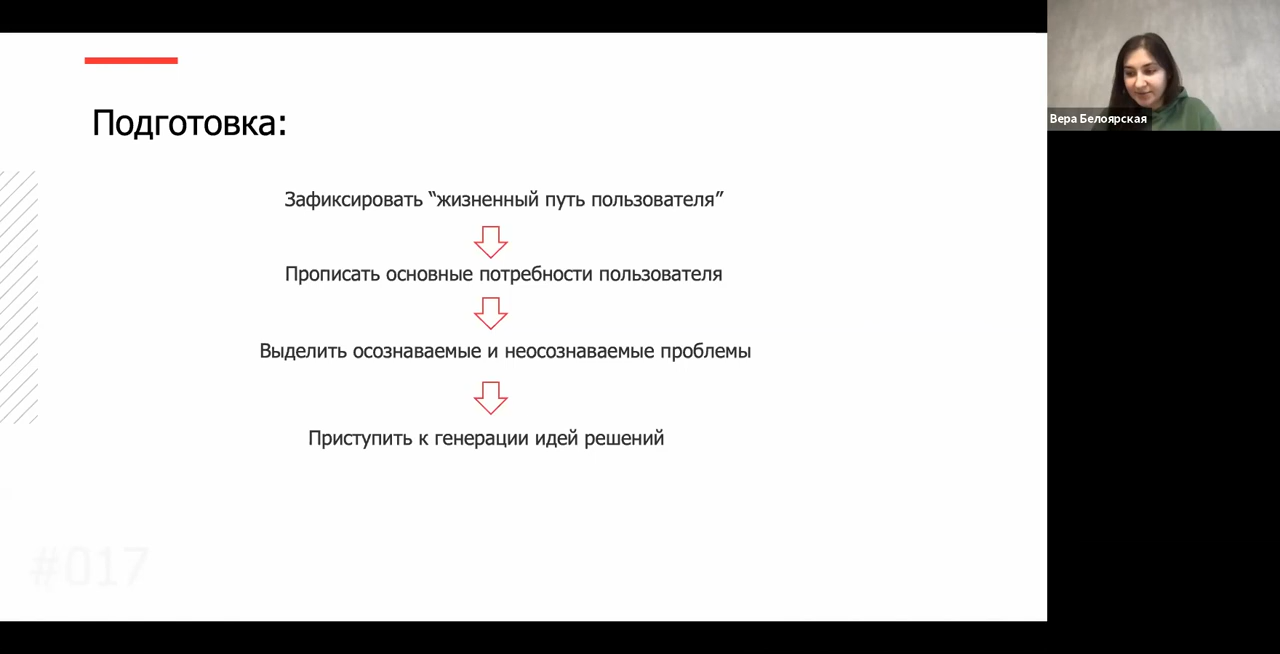 Подготовка:
Зафиксировать “жизненный путь пользователя”
Прописать основные потребности пользователя
Выделить осознаваемые и неосознаваемые проблемы
Приступить к генерации идей решений
#017
Вера Белоярская